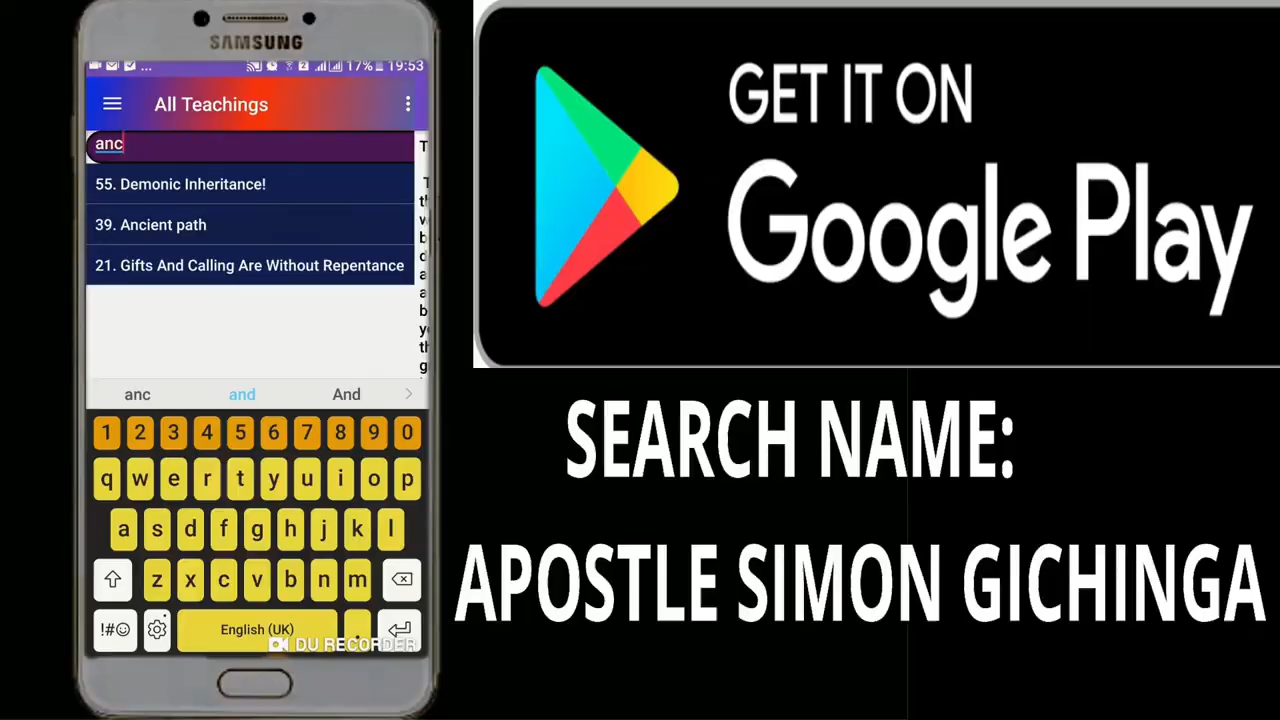 SAMSUNG
... 2 17% 19:53
All Teachings
anc
55. Demonic Inheritance!
39. Ancient path
21. Gifts And Calling Are Without Repentance
anc and And
1 2 3 4 5 6 7 8 9 0
q w e r t y u i o p
a s d f g h j k l
z x c v b n m
!#☺ English (UK) .
DU RECORDER
GET IT ON
Google Play
SEARCH NAME:
APOSTLE SIMON GICHINGA